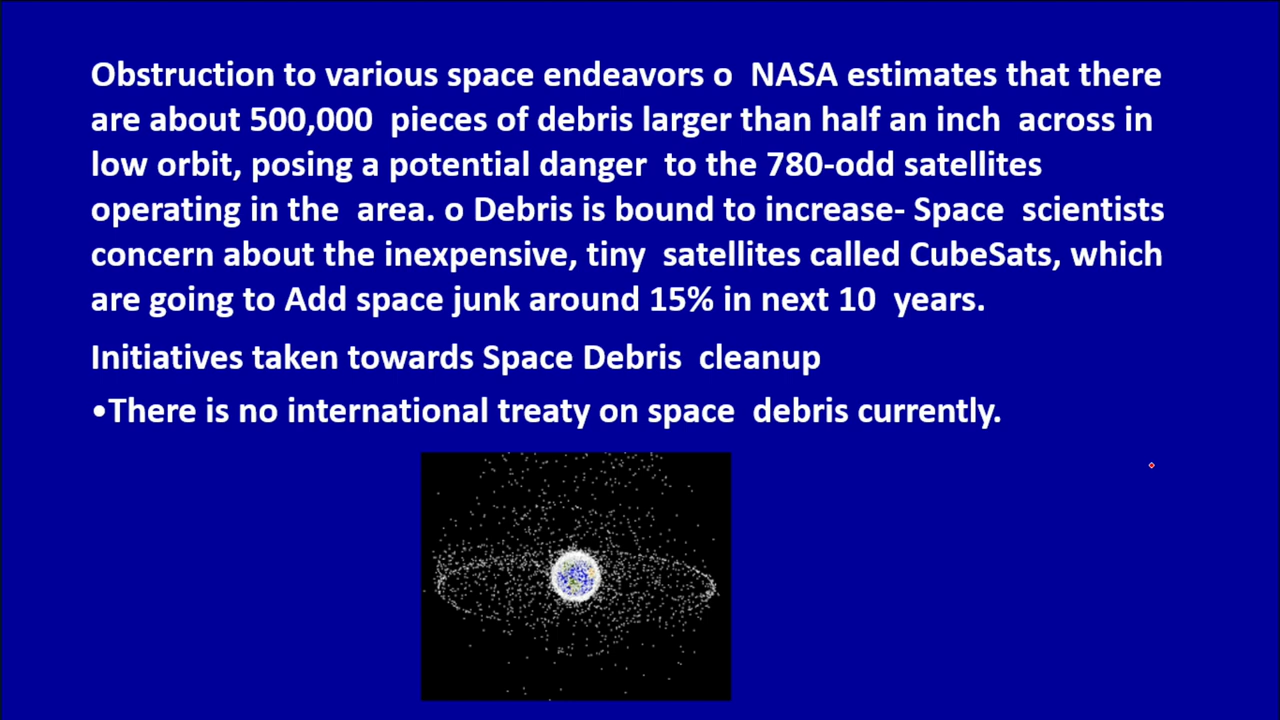 Obstruction to various space endeavors o NASA estimates that there
are about 500,000 pieces of debris larger than half an inch across in
low orbit, posing a potential danger to the 780-odd satellites
operating in the area. o Debris is bound to increase- Space scientists
concern about the inexpensive, tiny satellites called CubeSats, which
are going to Add space junk around 15% in next 10 years.
Initiatives taken towards Space Debris cleanup
•There is no international treaty on space debris currently.